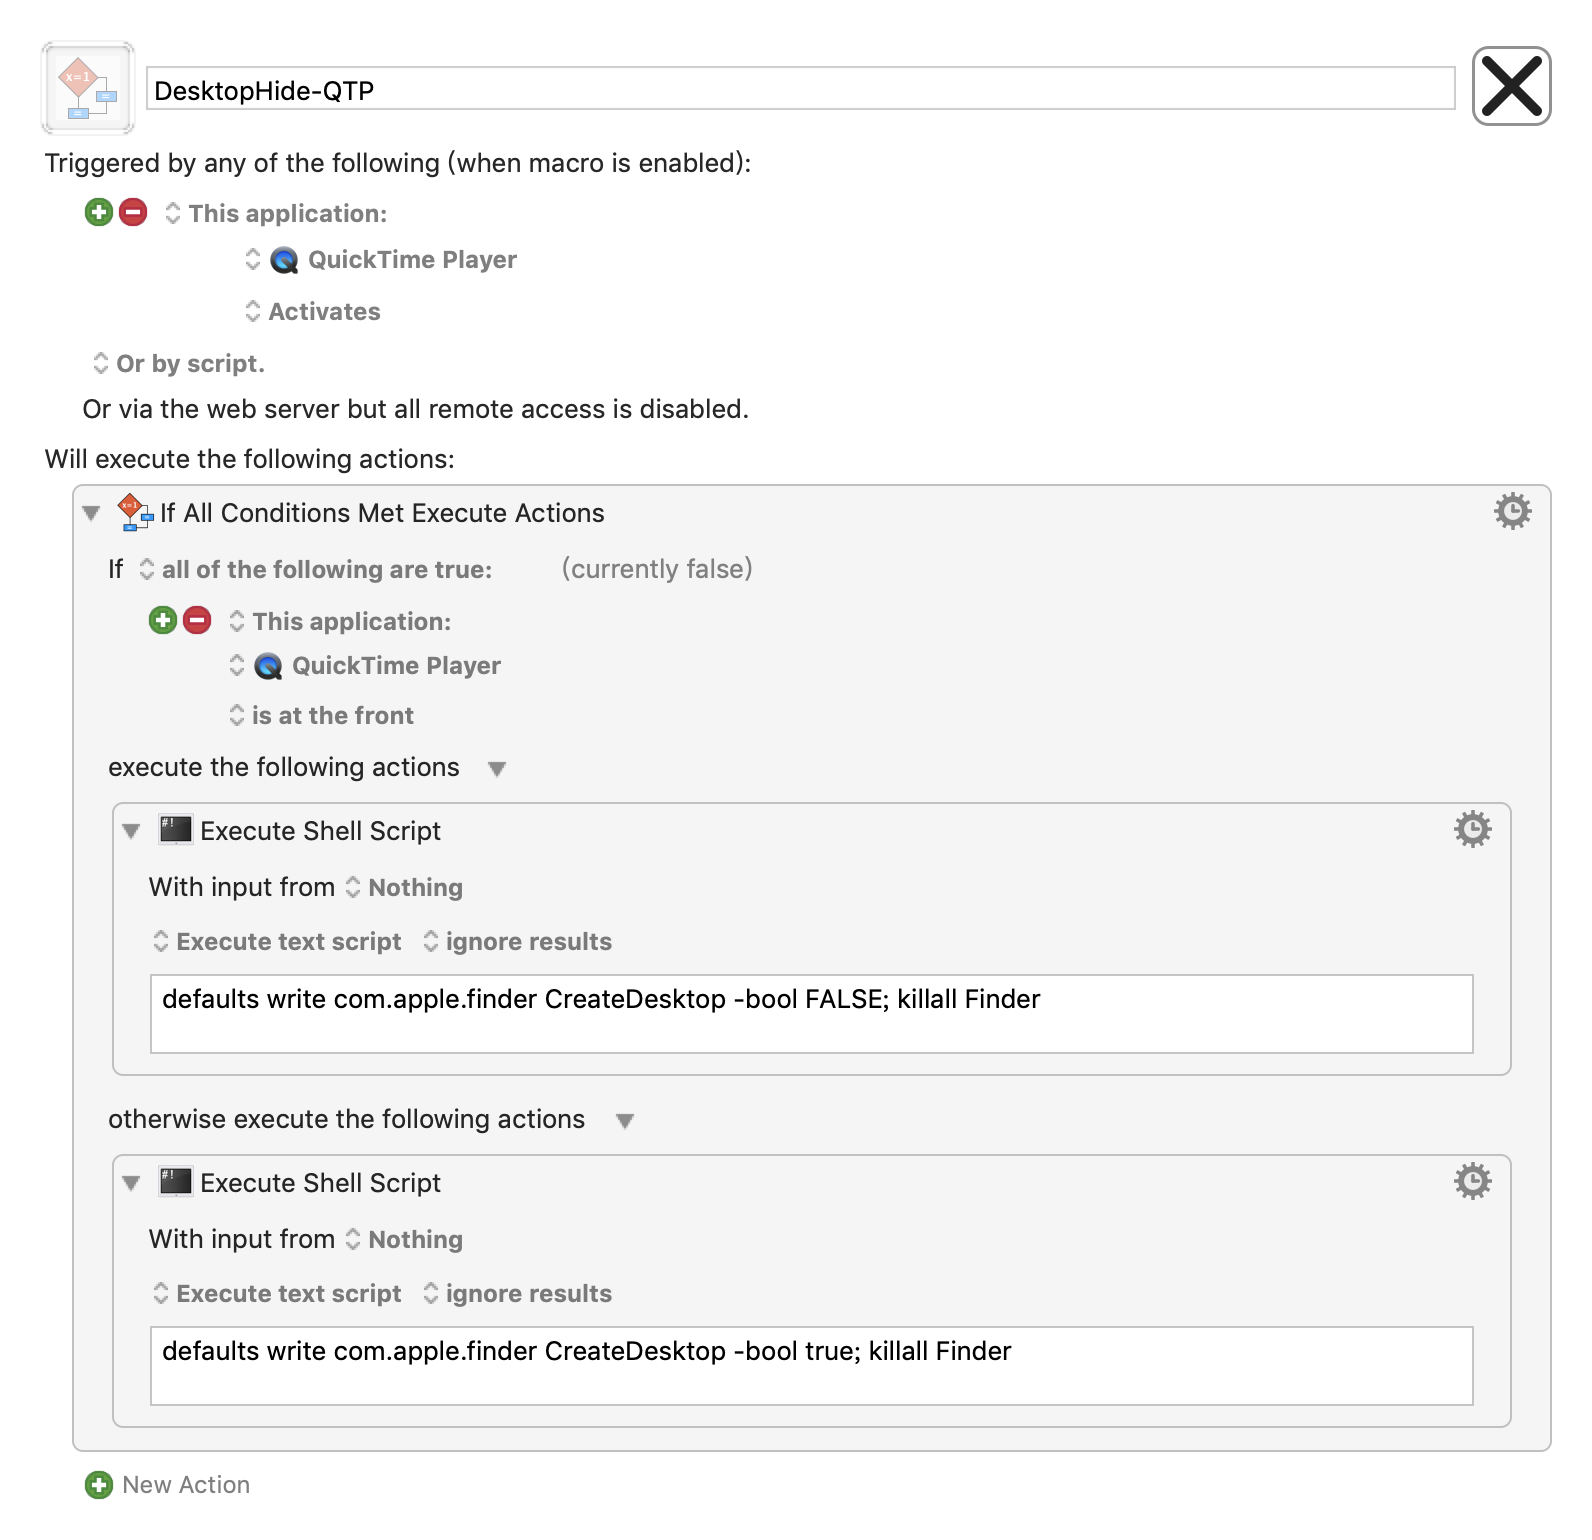 x=1
DesktopHide-QTP
Triggered by any of the following (when macro is enabled):
This application:
QuickTime Player
Activates
Or by script.
Or via the web server but all remote access is disabled.
Will execute the following actions:
x=1
If All Conditions Met Execute Actions
If all of the following are true: (currently false)
This application:
QuickTime Player
is at the front
execute the following actions
#!
Execute Shell Script
With input from Nothing
Execute text script ignore results
defaults write com.apple.finder CreateDesktop -bool FALSE; killall Finder
otherwise execute the following actions
#!
Execute Shell Script
With input from Nothing
Execute text script ignore results
defaults write com.apple.finder CreateDesktop -bool true; killall Finder
New Action